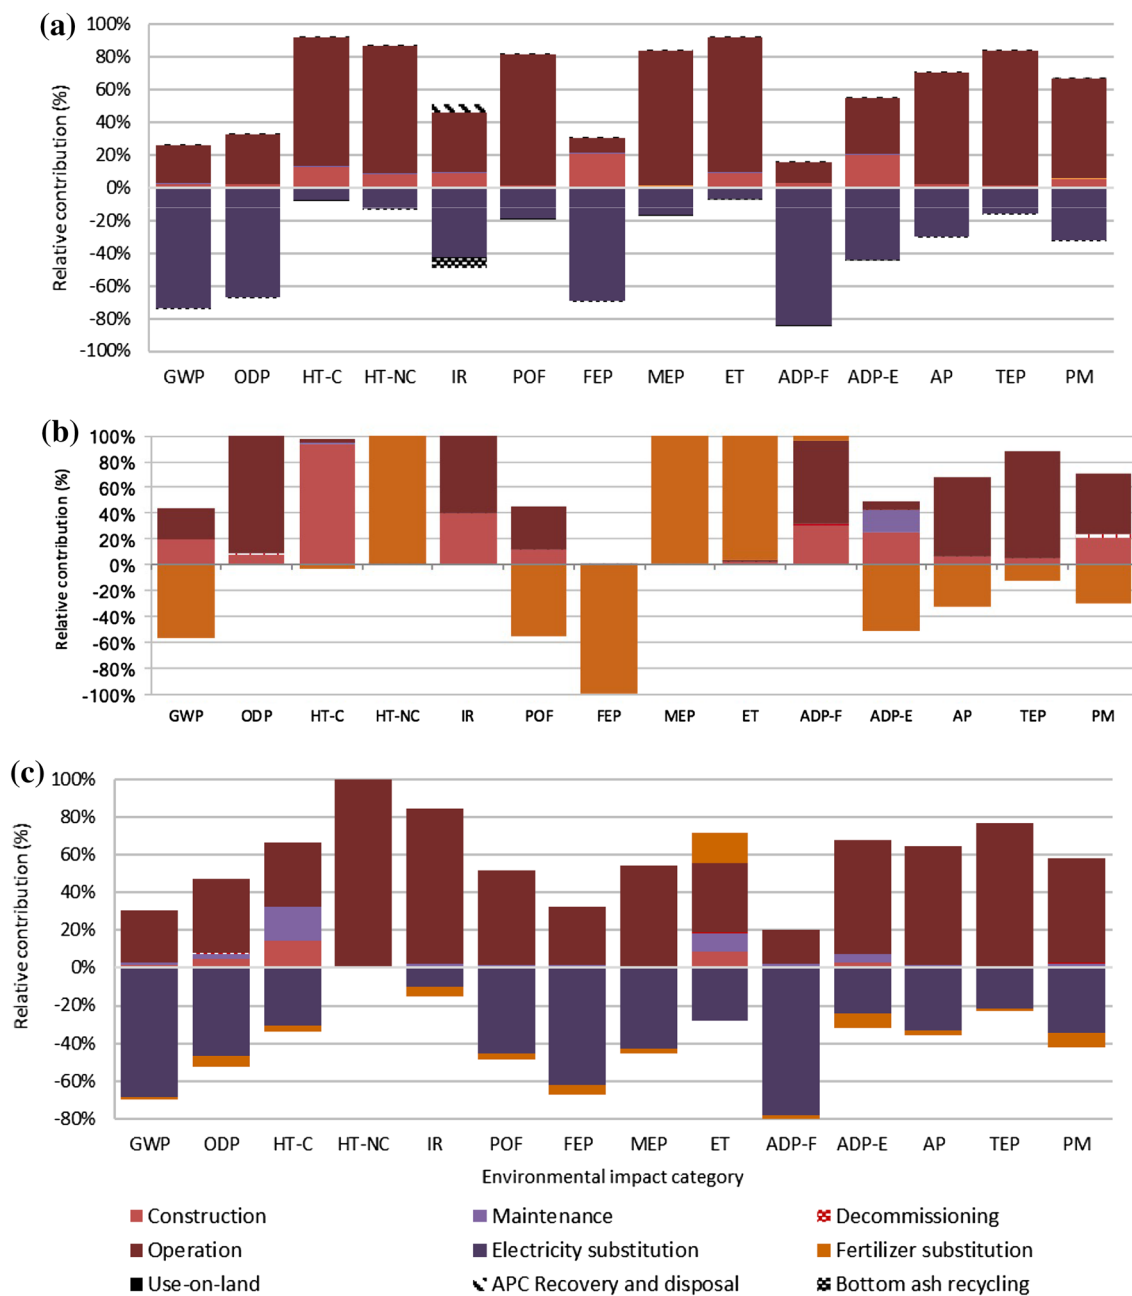 (a)
Relative contribution (%)
100%
80%
60%
40%
20%
0%
-20%
-40%
-60%
-80%
-100%
GWP ODP HT-C HT-NC IR POF FEP MEP ET ADP-F ADP-E AP TEP PM
(b)
Relative contribution (%)
100%
80%
60%
40%
20%
0%
-20%
-40%
-60%
-80%
-100%
GWP ODP HT-C HT-NC IR POF FEP MEP ET ADP-F ADP-E AP TEP PM
(c)
Relative contribution (%)
100%
80%
60%
40%
20%
0%
-20%
-40%
-60%
-80%
GWP ODP HT-C HT-NC IR POF FEP MEP ET ADP-F ADP-E AP TEP PM
Environmental impact category
Construction Maintenance Decommissioning
Operation Electricity substitution Fertilizer substitution
Use-on-land APC Recovery and disposal Bottom ash recycling